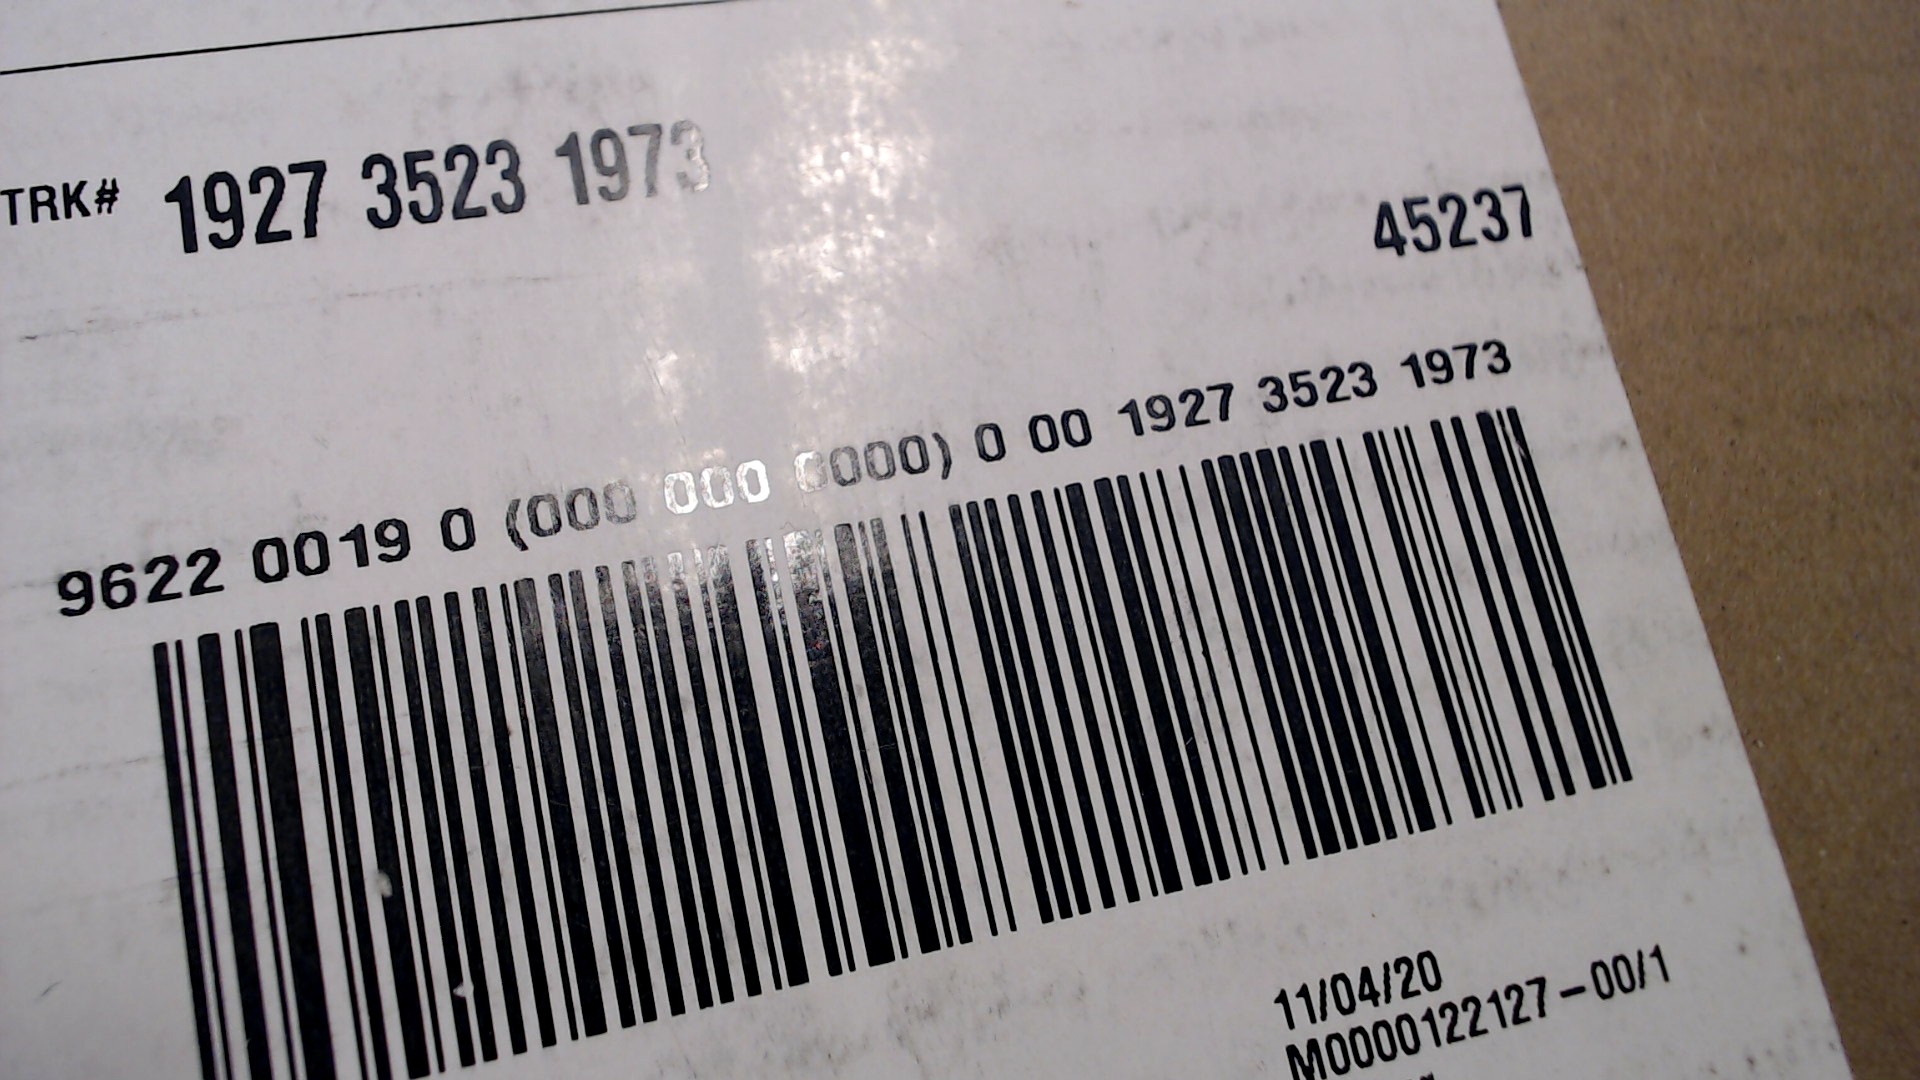 TRK# 1927 3523 1973
45237
9622 0019 0 (000 000 0000) 0 00 1927 3523 1973
11/04/20
M0000122127-00/1